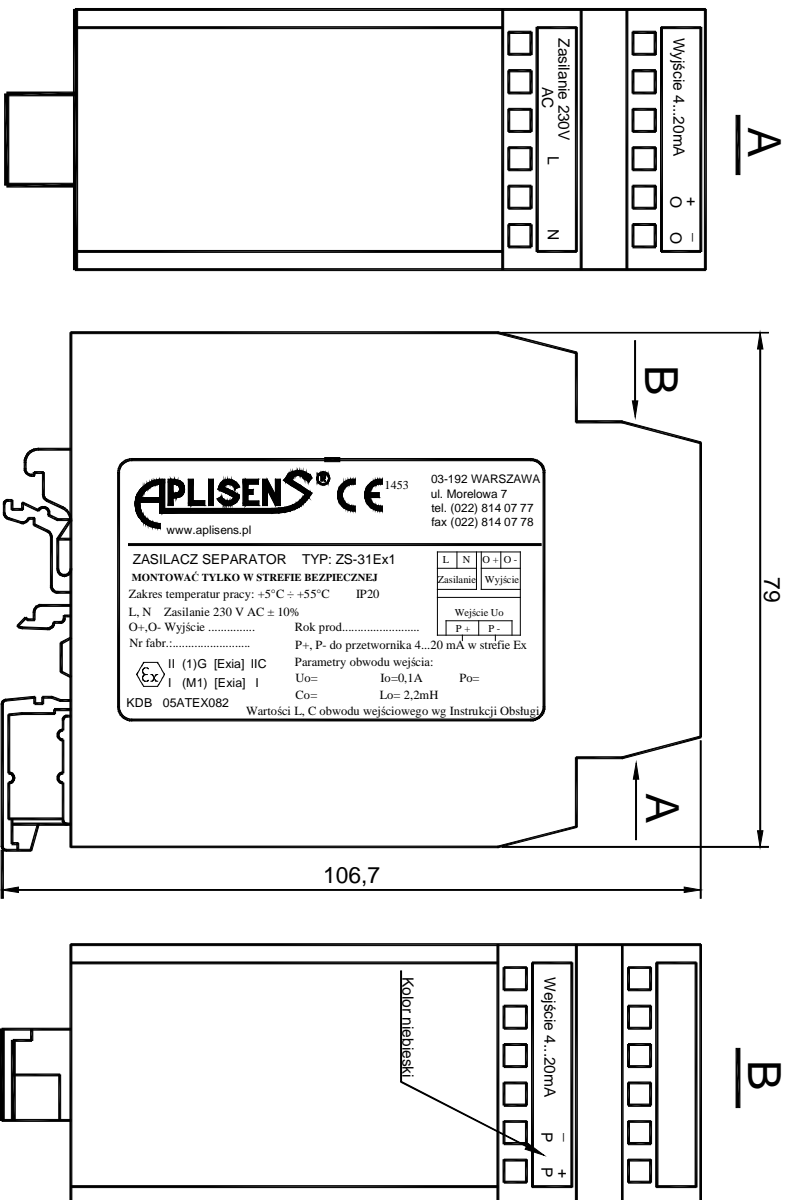 A
Wyjście 4...20mA
+ –
O O
Zasilanie 230V
AC
L N
79
B
APLISENS® CE 1453
www.aplisens.pl
03-192 WARSZAWA
ul. Morelowa 7
tel. (022) 814 07 77
fax (022) 814 07 78
ZASILACZ SEPARATOR TYP: ZS-31Ex1
MONTOWAĆ TYLKO W STREFIE BEZPIECZNEJ
Zakres temperatur pracy: +5°C ÷ +55°C IP20
L, N Zasilanie 230 V AC ± 10%
O+,O- Wyjście ...............
Rok prod.........................
Nr fabr.:.........................
P+, P- do przetwornika 4...20 mA w strefie Ex
L N O + O -
Zasilanie Wyjście
Wejście Uo
P + P -
Ex
II (1)G [Exia] IIC
I (M1) [Exia] I
KDB 05ATEX082
Parametry obwodu wejścia:
Uo= Io=0,1A Po=
Co= Lo= 2,2mH
Wartości L, C obwodu wejściowego wg Instrukcji Obsługi
A
106,7
B
Wejście 4...20mA
– +
P P
Kolor niebieski